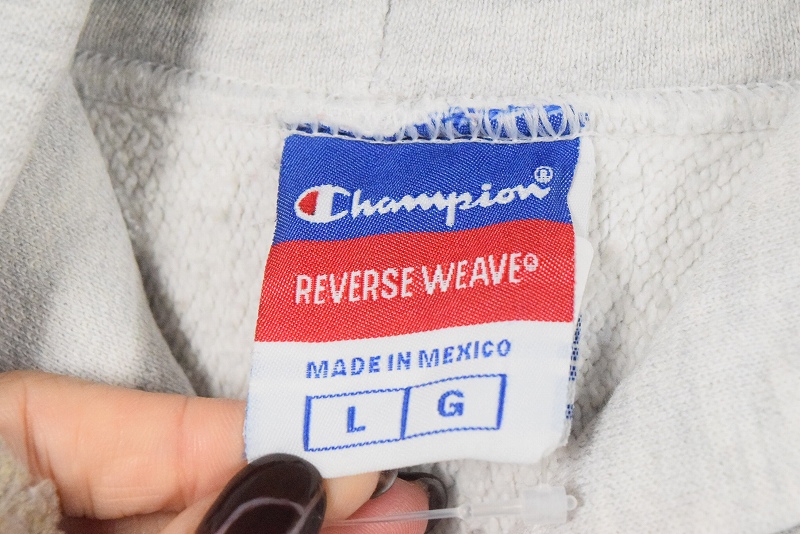 Champion®
REVERSE WEAVE®
MADE IN MEXICO
L G